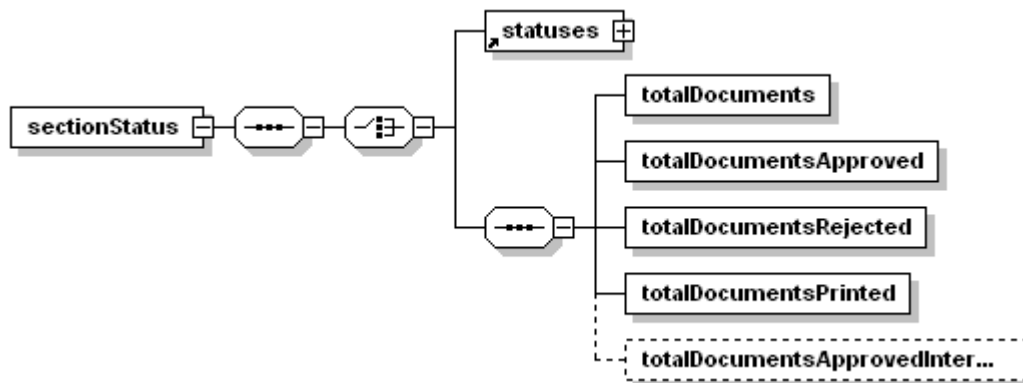 statuses
totalDocuments
sectionStatus
totalDocumentsApproved
totalDocumentsRejected
totalDocumentsPrinted
totalDocumentsApprovedInter...